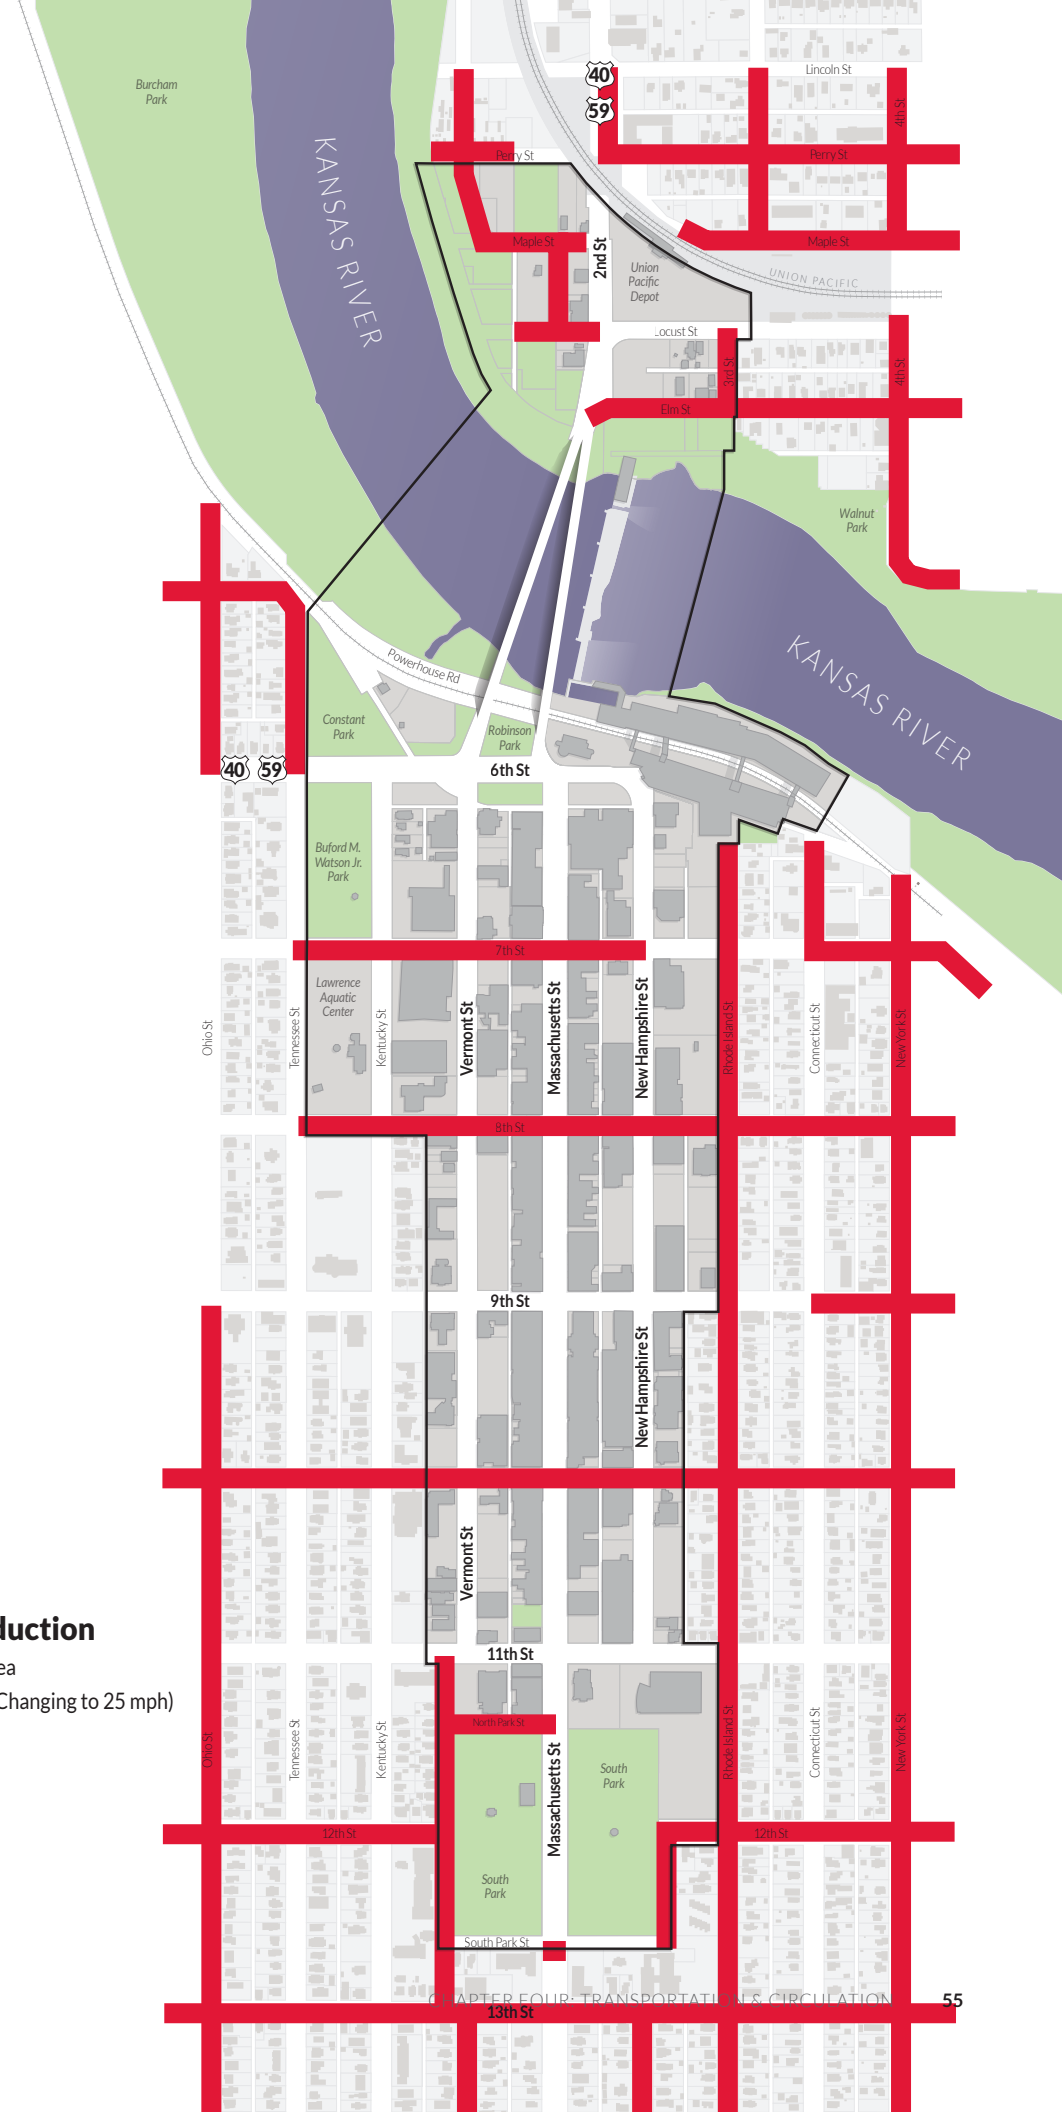 Burcham
Park
KANSAS RIVER
40
59
Lincoln St
4th St
Perry St
Perry St
Maple St
Maple St
2nd St
Union
Pacific
Depot
UNION PACIFIC
Locust St
3rd St
4th St
Elm St
Walnut
Park
KANSAS RIVER
Powerhouse Rd
Constant
Park
Robinson
Park
40
59
6th St
Buford M.
Watson Jr.
Park
7th St
Lawrence
Aquatic
Center
Ohio St
Tennessee St
Kentucky St
Vermont St
Massachusetts St
New Hampshire St
Rhode Island St
Connecticut St
New York St
8th St
9th St
New Hampshire St
Vermont St
duction
ea
Changing to 25 mph)
11th St
North Park St
Ohio St
Tennessee St
Kentucky St
Massachusetts St
South
Park
Rhode Island St
Connecticut St
New York St
12th St
12th St
South
Park
South Park St
CHAPTER FOUR: TRANSPORTATION & CIRCULATION
55
13th St